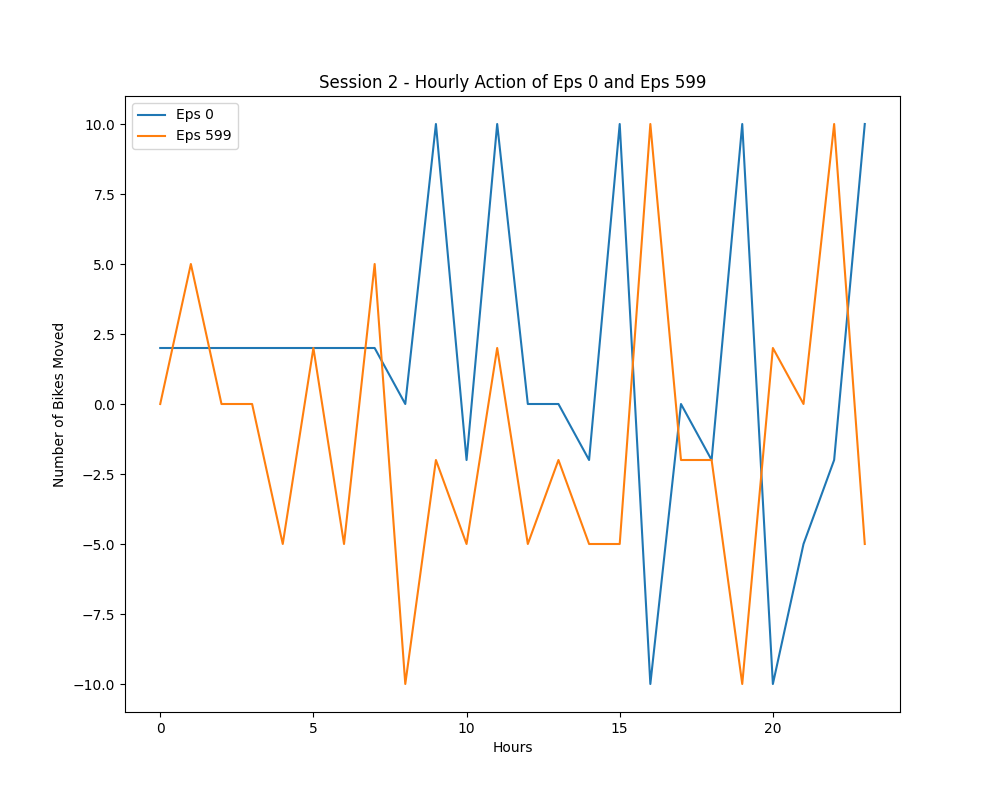 Session 2 - Hourly Action of Eps 0 and Eps 599
Eps 0
Eps 599
10.0
7.5
5.0
2.5
0.0
−2.5
−5.0
−7.5
−10.0
Number of Bikes Moved
0
5
10
15
20
Hours